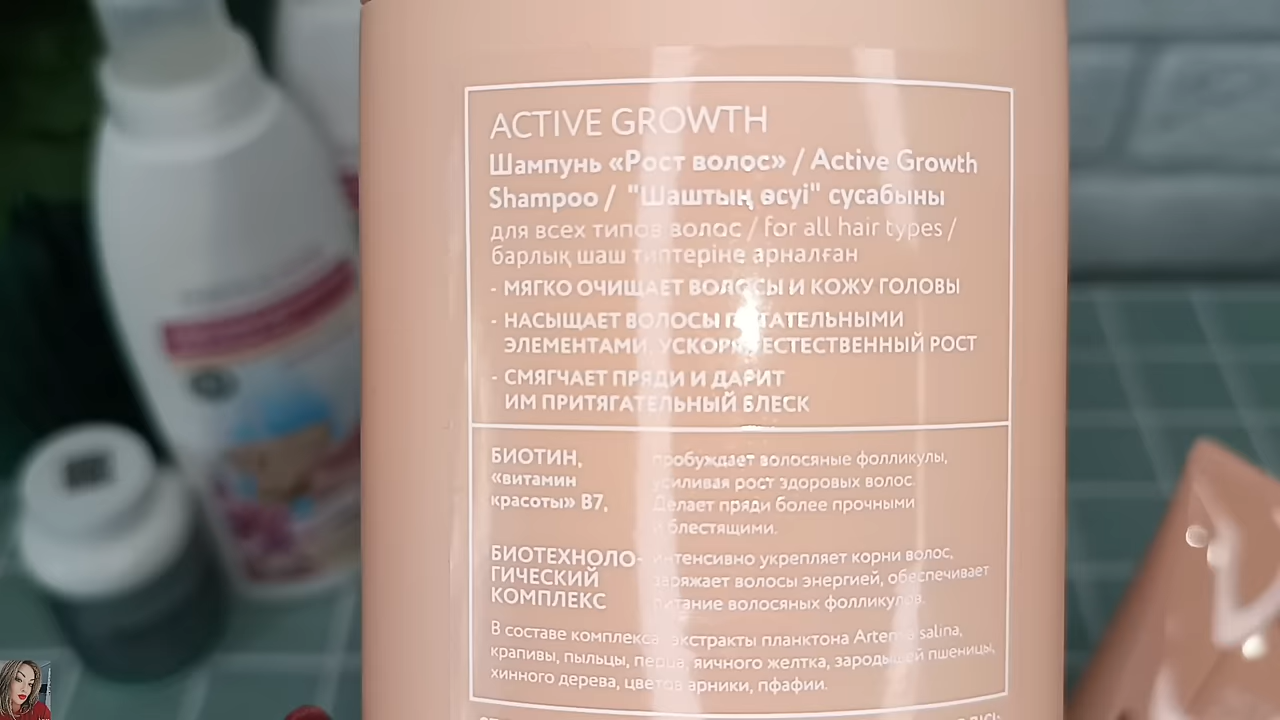 ACTIVE GROWTH
Шампунь «Рост волос» / Active Growth
Shampoo / "Шаштың өсуі" сусабыны
для всех типов волос / for all hair types /
барлық шаш типтеріне арналған
- МЯГКО ОЧИЩАЕТ ВОЛОСЫ И КОЖУ ГОЛОВЫ
- НАСЫЩАЕТ ВОЛОСЫ ПИТАТЕЛЬНЫМИ
ЭЛЕМЕНТАМИ, УСКОРЯЕТ ЕСТЕСТВЕННЫЙ РОСТ
- СМЯГЧАЕТ ПРЯДИ И ДАРИТ
ИМ ПРИТЯГАТЕЛЬНЫЙ БЛЕСК
БИОТИН,
«витамин
красоты» B7,
пробуждает волосяные фолликулы,
усиливая рост здоровых волос.
Делает пряди более прочными
и блестящими.
БИОТЕХНОЛО-
ГИЧЕСКИЙ
КОМПЛЕКС
интенсивно укрепляет корни волос,
заряжает волосы энергией, обеспечивает
питание волосяных фолликулов.
В составе комплекса экстракты планктона Artemia salina,
крапивы, пыльцы, перца, яичного желтка, зародышей пшеницы,
хинного дерева, цветов арники, пфафии.